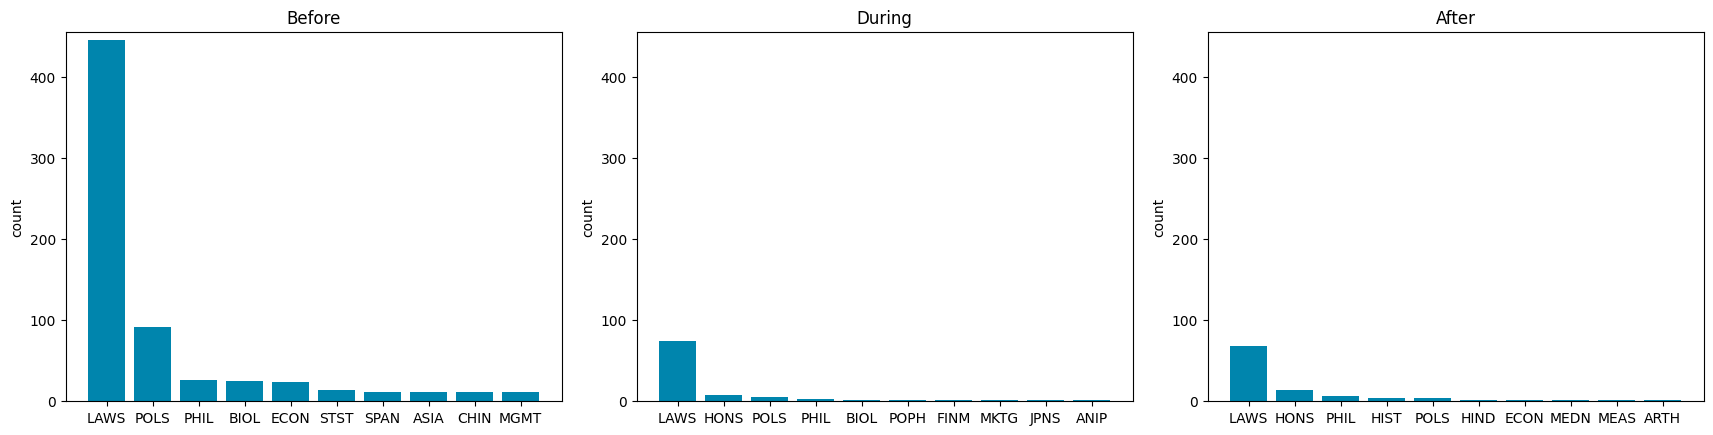 Before
count
400
300
200
100
0
LAWS POLS PHIL BIOL ECON STST SPAN ASIA CHIN MGMT
During
count
400
300
200
100
0
LAWS HONS POLS PHIL BIOL POPH FINM MKTG JPNS ANIP
After
count
400
300
200
100
0
LAWS HONS PHIL HIST POLS HIND ECON MEDN MEAS ARTH